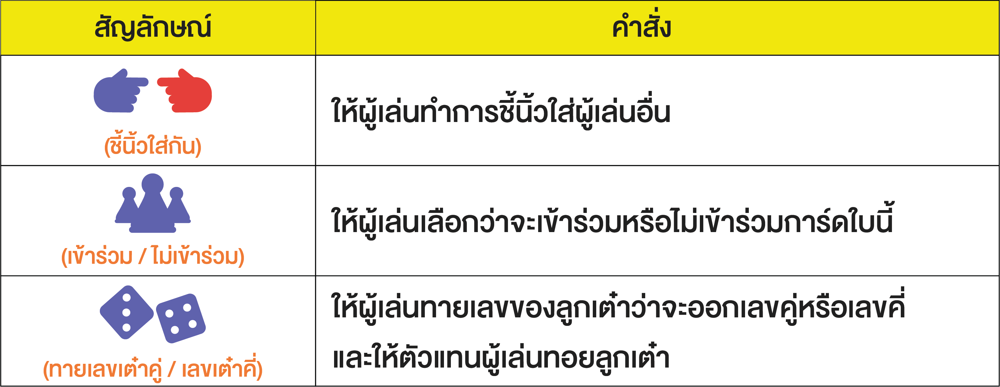 สัญลักษณ์
คำสั่ง
(ชี้นิ้วใส่กัน)
ให้ผู้เล่นทำการชี้นิ้วใส่ผู้เล่นอื่น
(เข้าร่วม / ไม่เข้าร่วม)
ให้ผู้เล่นเลือกว่าจะเข้าร่วมหรือไม่เข้าร่วมการ์ดใบนี้
(ทายเลขเต๋าคู่ / เลขเต๋าคี่)
ให้ผู้เล่นทายเลขของลูกเต๋าว่าจะออกเลขคู่หรือเลขคี่
และให้ตัวแทนผู้เล่นทอยลูกเต๋า